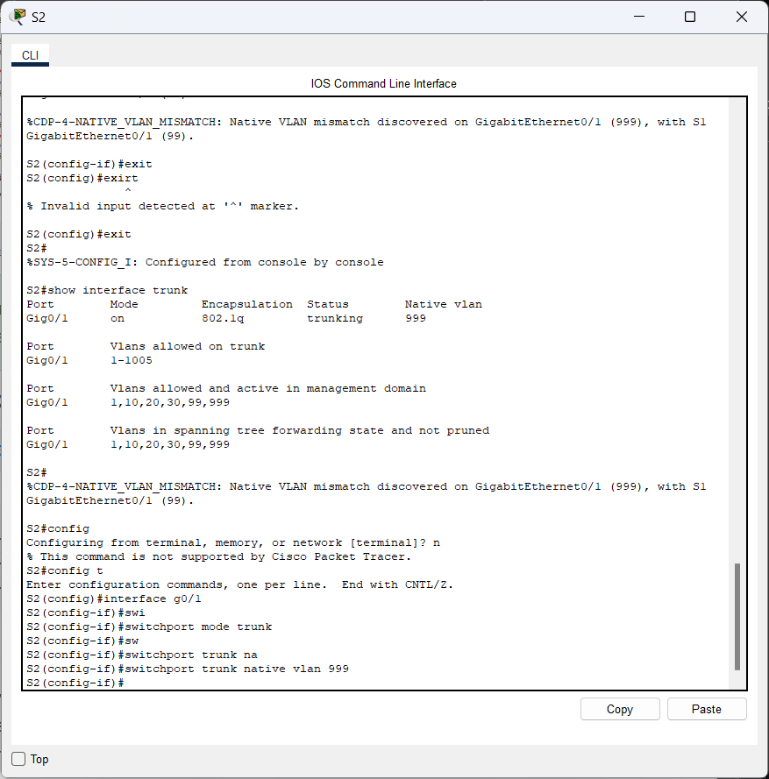 S2
CLI
IOS Command Line Interface
%CDP-4-NATIVE_VLAN_MISMATCH: Native VLAN mismatch discovered on GigabitEthernet0/1 (999), with S1
GigabitEthernet0/1 (99).
S2(config-if)#exit
S2(config)#exirt
^
% Invalid input detected at '^' marker.
S2(config)#exit
S2#
%SYS-5-CONFIG_I: Configured from console by console
S2#show interface trunk
Port        Mode         Encapsulation  Status        Native vlan
Gig0/1      on           802.1q         trunking      999
Port        Vlans allowed on trunk
Gig0/1      1-1005
Port        Vlans allowed and active in management domain
Gig0/1      1,10,20,30,99,999
Port        Vlans in spanning tree forwarding state and not pruned
Gig0/1      1,10,20,30,99,999
S2#
%CDP-4-NATIVE_VLAN_MISMATCH: Native VLAN mismatch discovered on GigabitEthernet0/1 (999), with S1
GigabitEthernet0/1 (99).
S2#config
Configuring from terminal, memory, or network [terminal]? n
% This command is not supported by Cisco Packet Tracer.
S2#config t
Enter configuration commands, one per line.  End with CNTL/Z.
S2(config)#interface g0/1
S2(config-if)#swi
S2(config-if)#switchport mode trunk
S2(config-if)#sw
S2(config-if)#switchport trunk na
S2(config-if)#switchport trunk native vlan 999
S2(config-if)#
Copy
Paste
Top